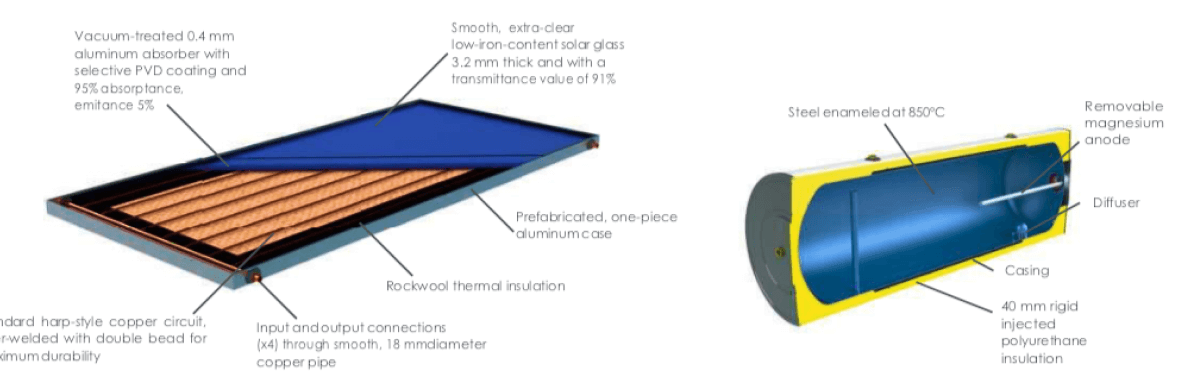 Vacuum-treated 0.4 mm
aluminum absorber with
selective PVD coating and
95% absorptance,
emitance 5%
Smooth, extra-clear
low-iron-content solar glass
3.2 mm thick and with a
transmittance value of 91%
Prefabricated, one-piece
aluminum case
Rockwool thermal insulation
Input and output connections
(x4) through smooth, 18 mmdiameter
copper pipe
harp-style copper circuit,
with double bead for
durability
Steel enameled at 850ºC
Removable
magnesium
anode
Diffuser
Casing
40 mm rigid
injected
polyurethane
insulation